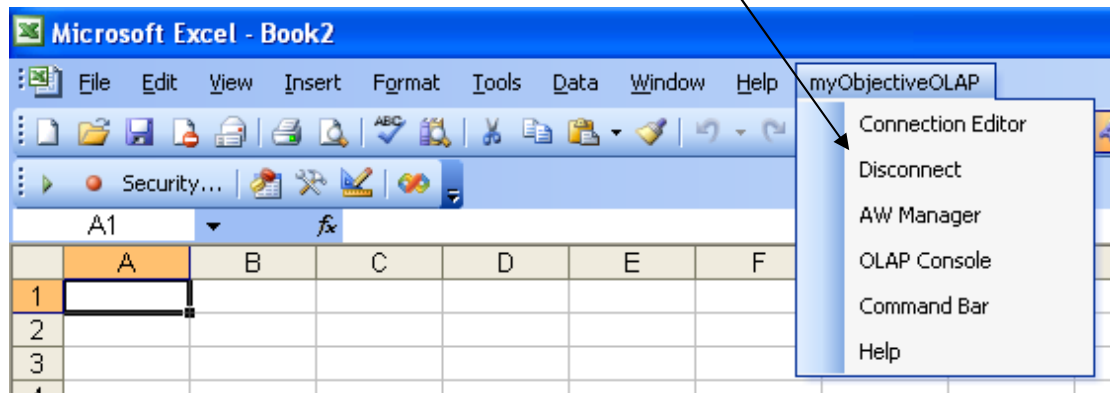 Microsoft Excel - Book2
File Edit View Insert Format Tools Data Window Help myObjectiveOLAP
Connection Editor
ABC
Disconnect
Security...
AW Manager
A1 fx
OLAP Console
A B C D E F
Command Bar
1
2
Help
3